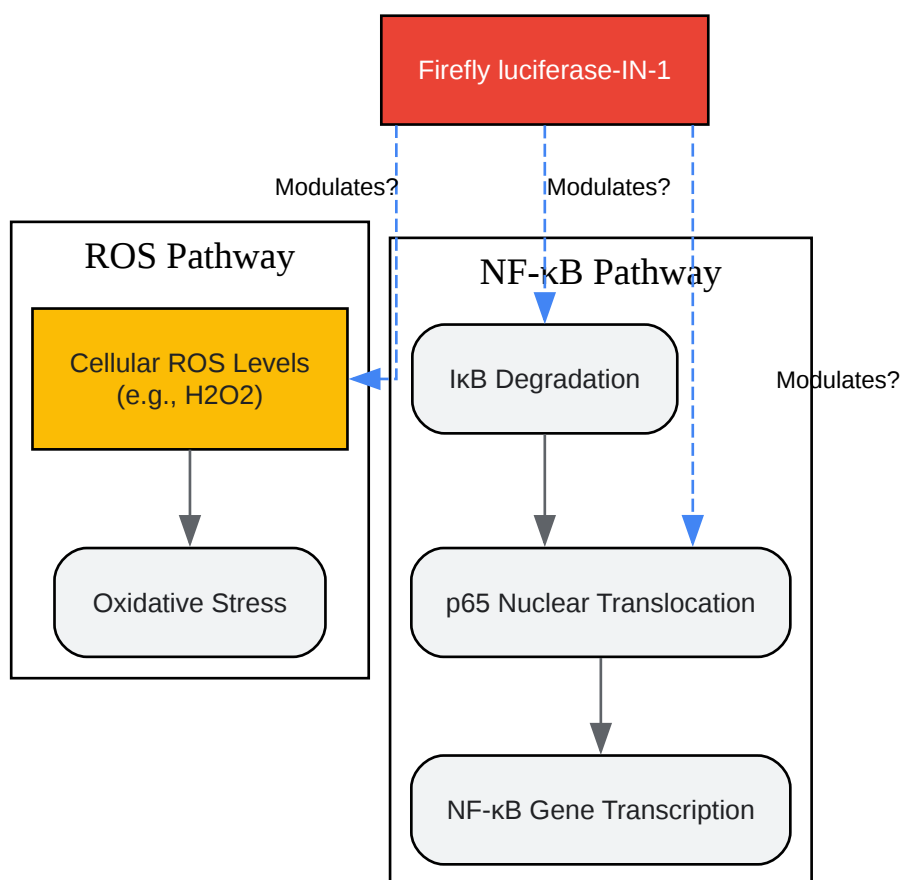 Firefly luciferase-IN-1
Modulates?
Modulates?
ROS Pathway
Cellular ROS Levels
(e.g., H2O2)
Oxidative Stress
NF-κB Pathway
IκB Degradation
Modulates?
p65 Nuclear Translocation
NF-κB Gene Transcription